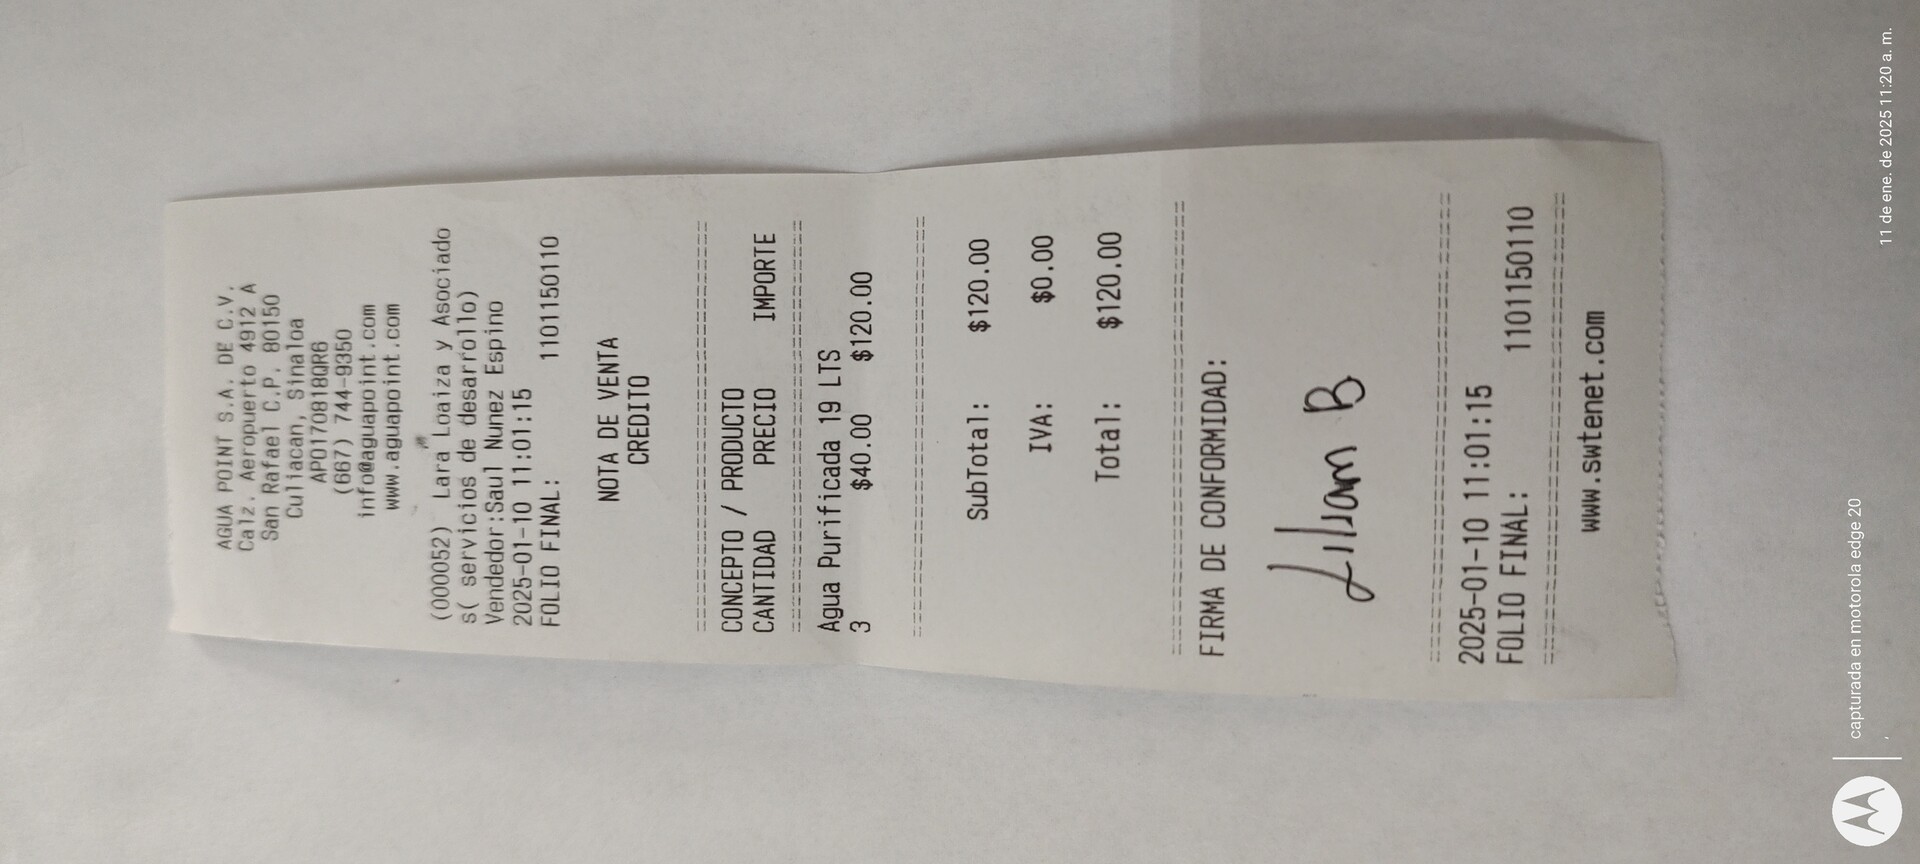 AGUA POINT S.A. DE C.V.
Calz. Aeropuerto 4912 A
San Rafael C.P. 80150
Culiacan, Sinaloa
APO170818QR6
(667) 744-9350
info@aguapoint.com
www.aguapoint.com
(000052) Lara Loaiza y Asociado
s( servicios de desarrollo)
Vendedor:Saul Nunez Espino
2025-01-10 11:01:15
FOLIO FINAL: 1101150110
NOTA DE VENTA
CREDITO
CONCEPTO / PRODUCTO
CANTIDAD PRECIO IMPORTE
Agua Purificada 19 LTS
3 $40.00 $120.00
SubTotal: $120.00
IVA: $0.00
Total: $120.00
FIRMA DE CONFORMIDAD:
Lilian B
2025-01-10 11:01:15
FOLIO FINAL: 1101150110
www.swtenet.com
capturada en motorola edge 20
11 de ene. de 2025 11:20 a. m.